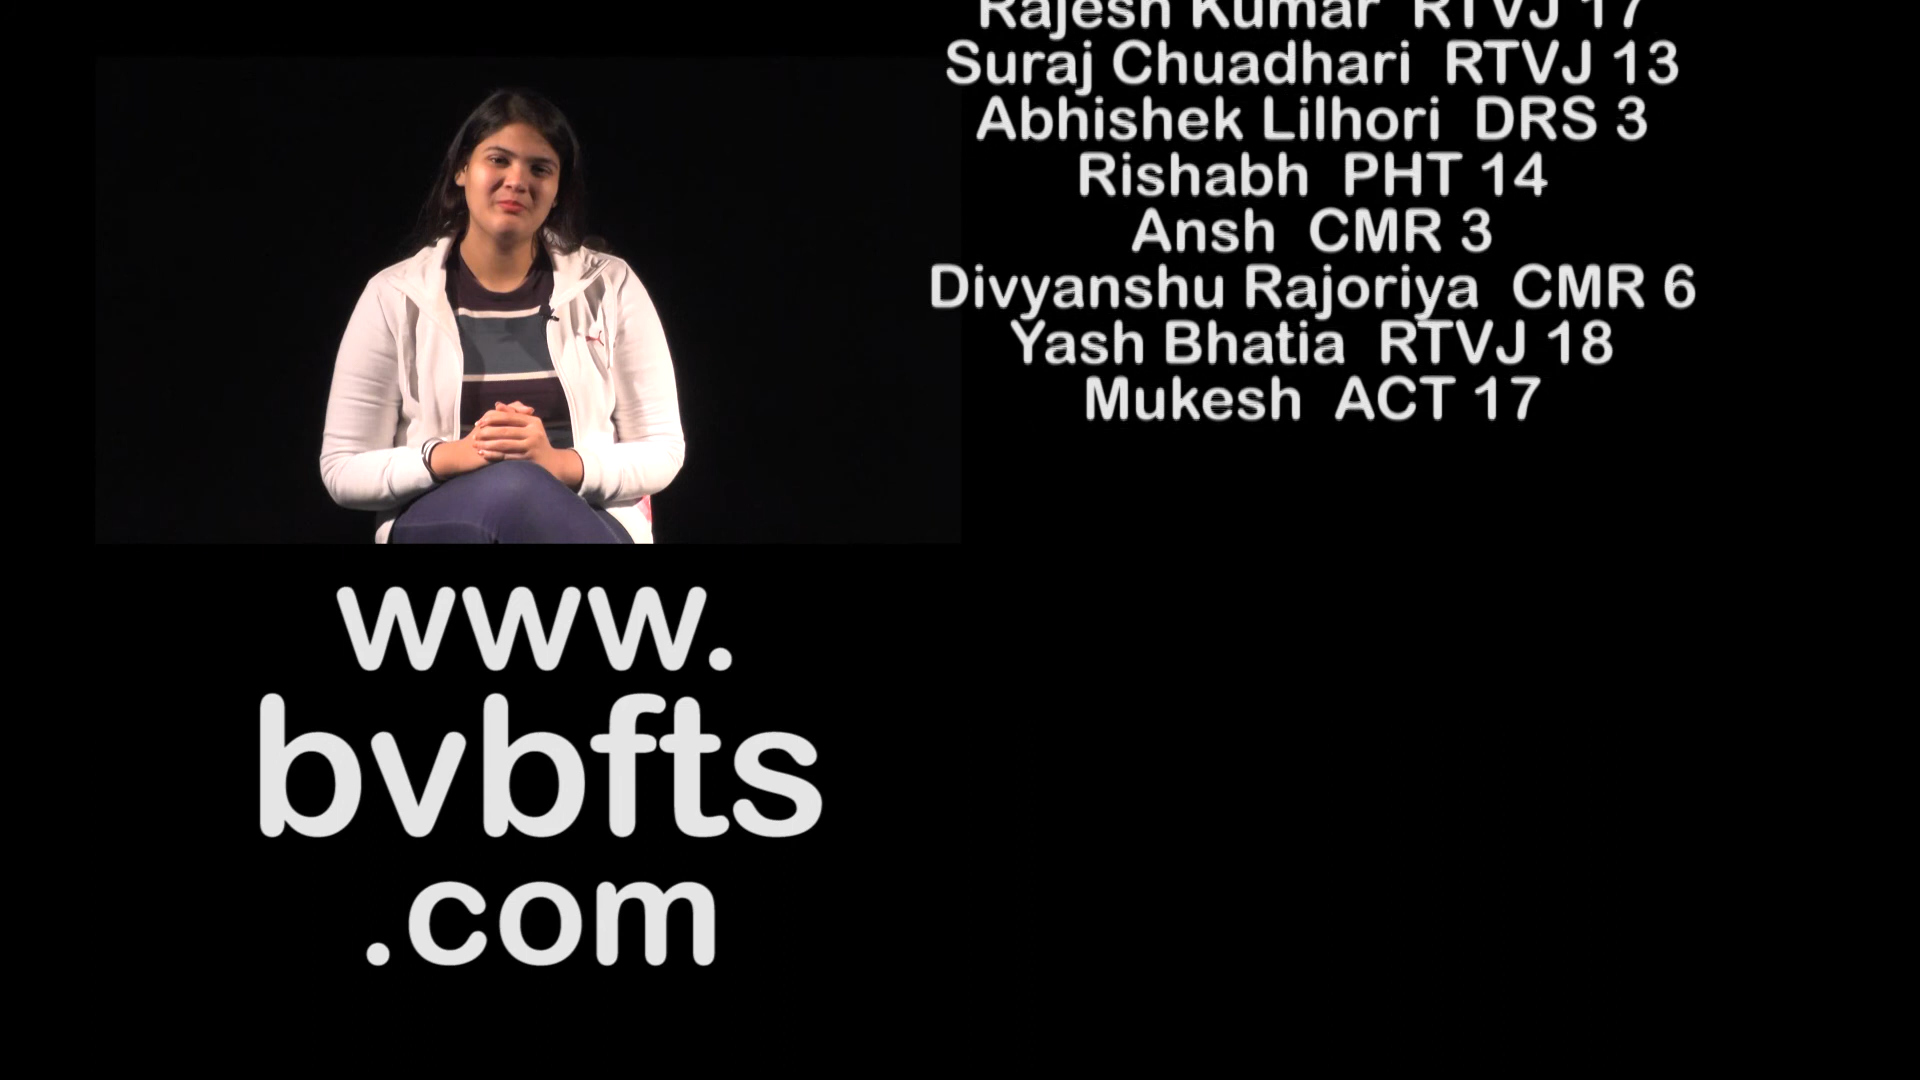 Rajesh Kumar RTVJ 17
Suraj Chuadhari RTVJ 13
Abhishek Lilhori DRS 3
Rishabh PHT 14
Ansh CMR 3
Divyanshu Rajoriya CMR 6
Yash Bhatia RTVJ 18
Mukesh ACT 17
www.
bvbfts
.com